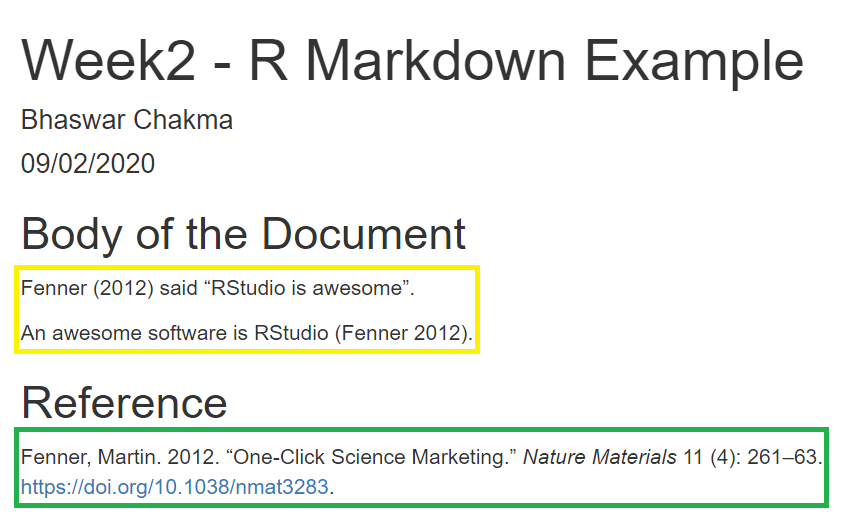 Week2 - R Markdown Example
Bhaswar Chakma
09/02/2020
Body of the Document
Fenner (2012) said “RStudio is awesome”.
An awesome software is RStudio (Fenner 2012).
Reference
Fenner, Martin. 2012. “One-Click Science Marketing.” Nature Materials 11 (4): 261–63.
https://doi.org/10.1038/nmat3283.